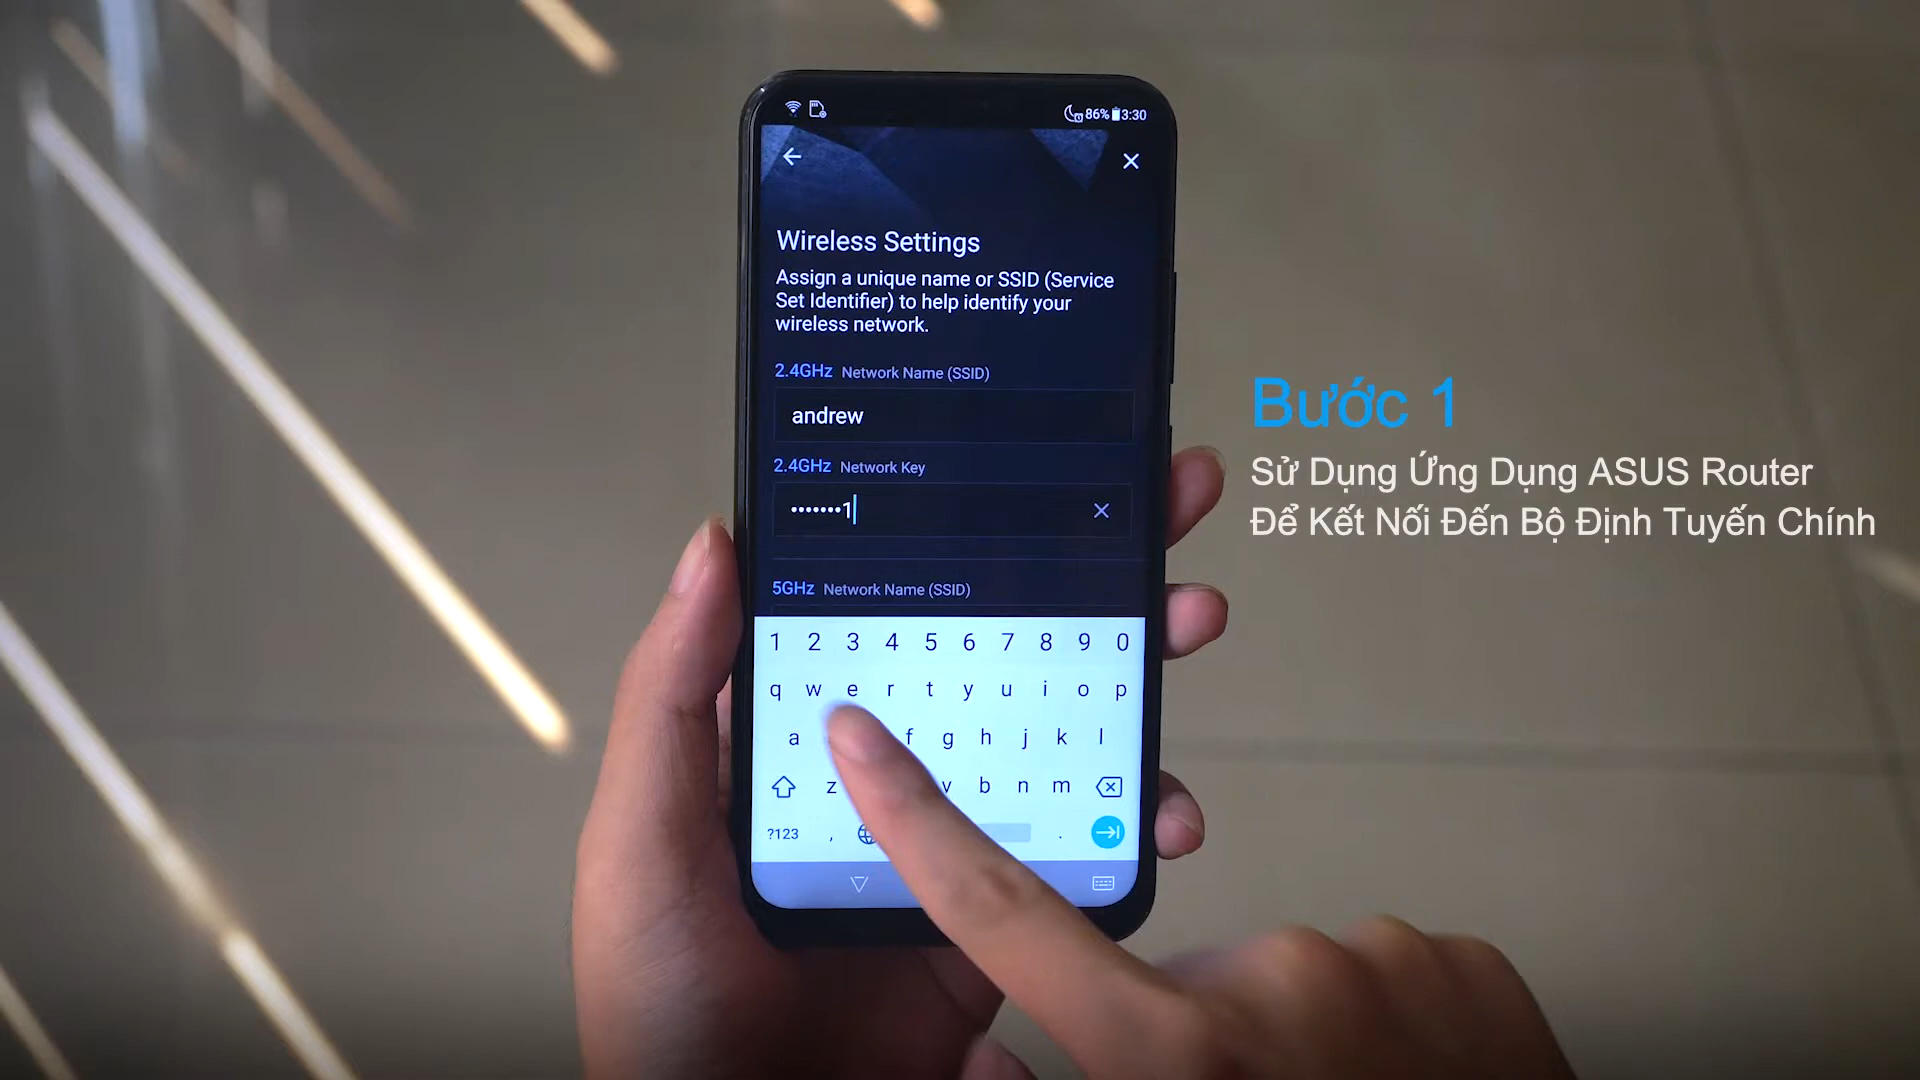 86% 3:30
Wireless Settings
Assign a unique name or SSID (Service
Set Identifier) to help identify your
wireless network.
2.4GHz Network Name (SSID)
andrew
2.4GHz Network Key
•••••••1
5GHz Network Name (SSID)
1 2 3 4 5 6 7 8 9 0
q w e r t y u i o p
a f g h j k l
z v b n m
?123 , .
Bước 1
Sử Dụng Ứng Dụng ASUS Router
Để Kết Nối Đến Bộ Định Tuyến Chính